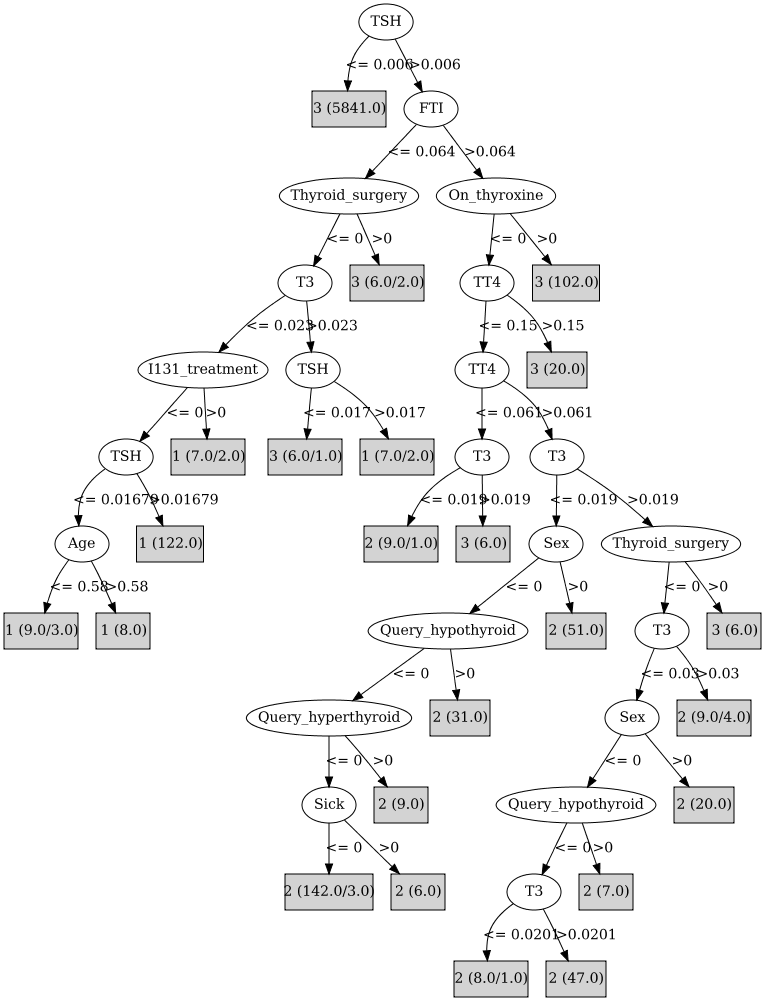 TSH
<= 0.006 >0.006
3 (5841.0) FTI
<= 0.064 >0.064
Thyroid_surgery On_thyroxine
<= 0 >0 <= 0 >0
T3 3 (6.0/2.0) TT4 3 (102.0)
<= 0.023 >0.023 <= 0.15 >0.15
I131_treatment TSH TT4 3 (20.0)
<= 0 >0 <= 0.017 >0.017 <= 0.061 >0.061
TSH 1 (7.0/2.0) 3 (6.0/1.0) 1 (7.0/2.0) T3 T3
<= 0.01679 >0.01679 <= 0.019 >0.019 <= 0.019 >0.019
Age 1 (122.0) 2 (9.0/1.0) 3 (6.0) Sex Thyroid_surgery
<= 0.58 >0.58 <= 0 >0 <= 0 >0
1 (9.0/3.0) 1 (8.0) Query_hypothyroid 2 (51.0) T3 3 (6.0)
<= 0 >0 <= 0.03 >0.03
Query_hyperthyroid 2 (31.0) Sex 2 (9.0/4.0)
<= 0 >0 <= 0 >0
Sick 2 (9.0) Query_hypothyroid 2 (20.0)
<= 0 >0 <= 0 >0
2 (142.0/3.0) 2 (6.0) T3 2 (7.0)
<= 0.0201 >0.0201
2 (8.0/1.0) 2 (47.0)